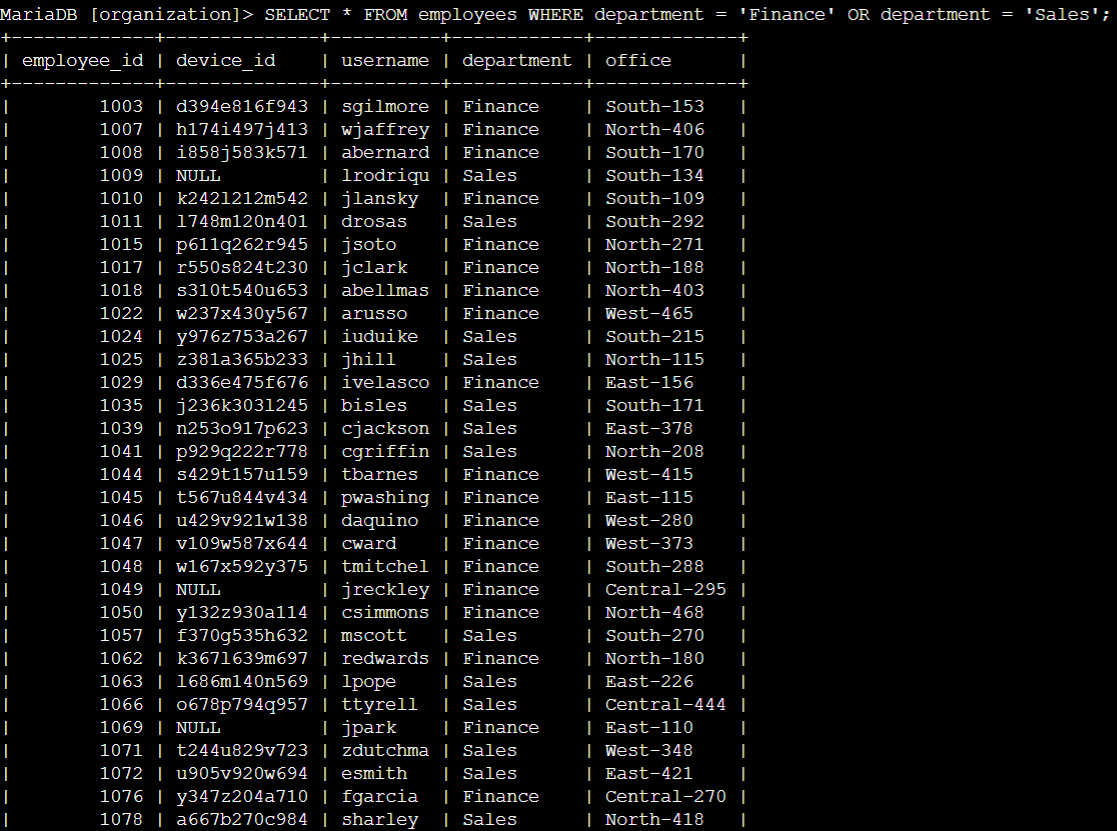 MariaDB [organization]> SELECT * FROM employees WHERE department = 'Finance' OR department = 'Sales';
+-------------+--------------+----------+------------+-------------+
| employee_id | device_id    | username | department | office      |
+-------------+--------------+----------+------------+-------------+
|        1003 | d394e816f943 | sgilmore | Finance    | South-153   |
|        1007 | h174i497j413 | wjaffrey | Finance    | North-406   |
|        1008 | i858j583k571 | abernard | Finance    | South-170   |
|        1009 | NULL         | lrodriqu | Sales      | South-134   |
|        1010 | k242l212m542 | jlansky  | Finance    | South-109   |
|        1011 | l748m120n401 | drosas   | Sales      | South-292   |
|        1015 | p611q262r945 | jsoto    | Finance    | North-271   |
|        1017 | r550s824t230 | jclark   | Finance    | North-188   |
|        1018 | s310t540u653 | abellmas | Finance    | North-403   |
|        1022 | w237x430y567 | arusso   | Finance    | West-465    |
|        1024 | y976z753a267 | iuduike  | Sales      | South-215   |
|        1025 | z381a365b233 | jhill    | Sales      | North-115   |
|        1029 | d336e475f676 | ivelasco | Finance    | East-156    |
|        1035 | j236k303l245 | bisles   | Sales      | South-171   |
|        1039 | n253o917p623 | cjackson | Sales      | East-378    |
|        1041 | p929q222r778 | cgriffin | Sales      | North-208   |
|        1044 | s429t157u159 | tbarnes  | Finance    | West-415    |
|        1045 | t567u844v434 | pwashing | Finance    | East-115    |
|        1046 | u429v921w138 | daquino  | Finance    | West-280    |
|        1047 | v109w587x644 | cward    | Finance    | West-373    |
|        1048 | w167x592y375 | tmitchel | Finance    | South-288   |
|        1049 | NULL         | jreckley | Finance    | Central-295 |
|        1050 | y132z930a114 | csimmons | Finance    | North-468   |
|        1057 | f370g535h632 | mscott   | Sales      | South-270   |
|        1062 | k367l639m697 | redwards | Finance    | North-180   |
|        1063 | l686m140n569 | lpope    | Sales      | East-226    |
|        1066 | o678p794q957 | ttyrell  | Sales      | Central-444 |
|        1069 | NULL         | jpark    | Finance    | East-110    |
|        1071 | t244u829v723 | zdutchma | Sales      | West-348    |
|        1072 | u905v920w694 | esmith   | Sales      | East-421    |
|        1076 | y347z204a710 | fgarcia  | Finance    | Central-270 |
|        1078 | a667b270c984 | sharley  | Sales      | North-418   |